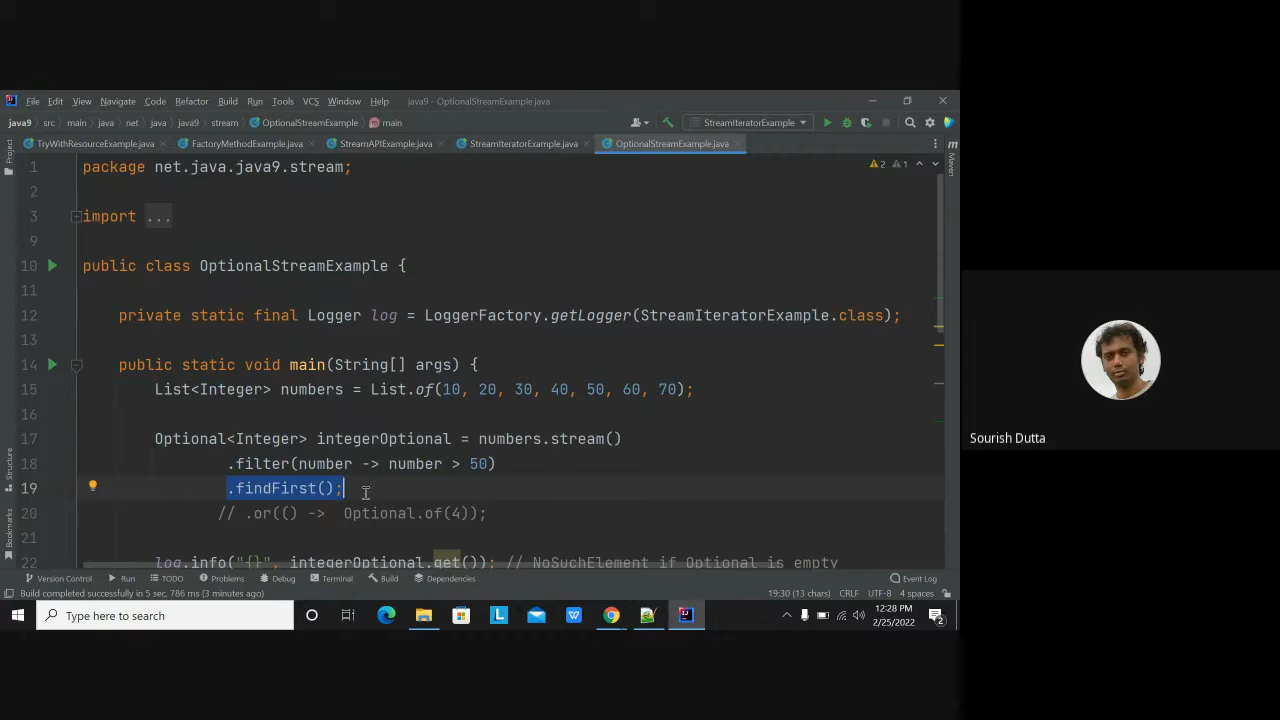 File Edit View Navigate Code Refactor Build Run Tools VCS Window Help java9 - OptionalStreamExample.java
java9 src main java net java java9 stream OptionalStreamExample main StreamIteratorExample
TryWithResourceExample.java FactoryMethodExample.java StreamAPIExample.java StreamIteratorExample.java OptionalStreamExample.java
Project
Maven
2 1
1 package net.java.java9.stream;
2
3 import ...
9
10 public class OptionalStreamExample {
11
12 private static final Logger log = LoggerFactory.getLogger(StreamIteratorExample.class);
13
14 public static void main(String[] args) {
15 List<Integer> numbers = List.of(10, 20, 30, 40, 50, 60, 70);
16
17 Optional<Integer> integerOptional = numbers.stream()
18 .filter(number -> number > 50)
19 .findFirst();
20 // .or(() -> Optional.of(4));
21
22 log.info("{}", integerOptional.get()); // NoSuchElement if Optional is empty
Structure
Bookmarks
Version Control Run TODO Problems Debug Terminal Build Dependencies Event Log
Build completed successfully in 5 sec, 786 ms (3 minutes ago) 19:30 (13 chars) CRLF UTF-8 4 spaces
Type here to search
12:28 PM
2/25/2022
2
Sourish Dutta